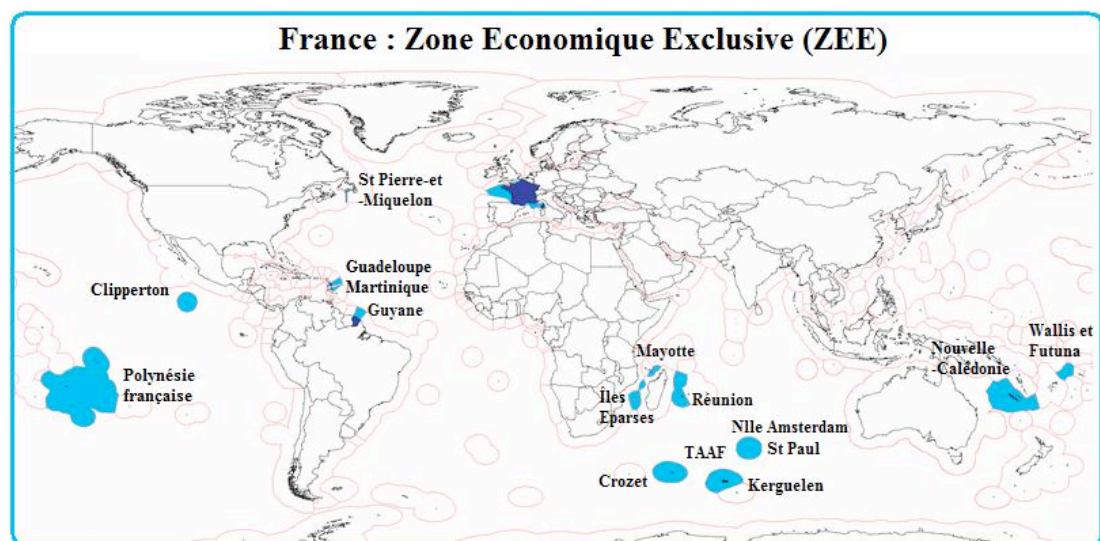 France : Zone Economique Exclusive (ZEE)
St Pierre-et
-Miquelon
Guadeloupe
Martinique
Clipperton
Guyane
Wallis et
Futuna
Nouvelle
-Calédonie
Mayotte
Polynésie
française
Îles
Eparses
Réunion
Nlle Amsterdam
St Paul
TAAF
Crozet
Kerguelen